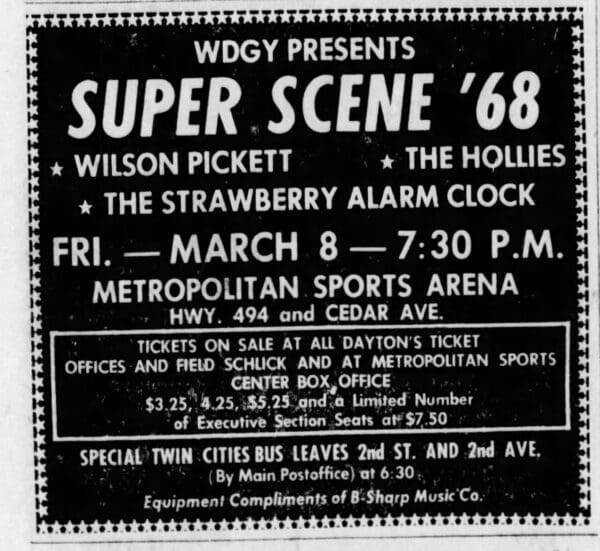 WDGY PRESENTS
SUPER SCENE '68
★ WILSON PICKETT ★ THE HOLLIES
★ THE STRAWBERRY ALARM CLOCK
FRI. — MARCH 8 — 7:30 P.M.
METROPOLITAN SPORTS ARENA
HWY. 494 and CEDAR AVE.
TICKETS ON SALE AT ALL DAYTON'S TICKET
OFFICES AND FIELD SCHLICK AND AT METROPOLITAN SPORTS
CENTER BOX OFFICE
$3.25, 4.25, $5.25 and a Limited Number
of Executive Section Seats at $7.50
SPECIAL TWIN CITIES BUS LEAVES 2nd ST. AND 2nd AVE.
(By Main Postoffice) at 6:30
Equipment Compliments of B-Sharp Music Co.